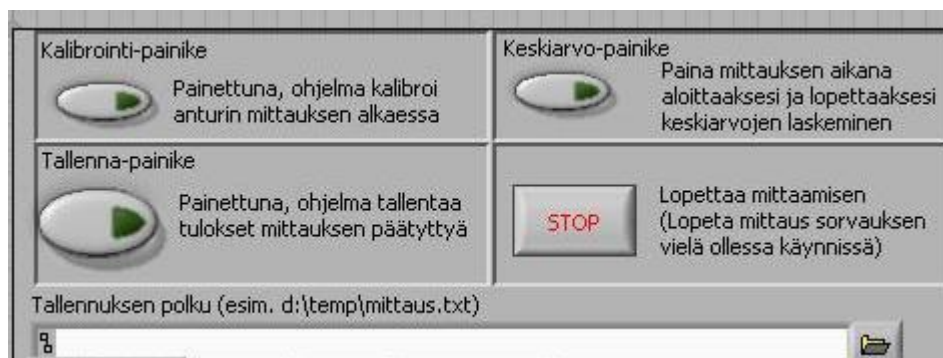 Kalibrointi-painike
Painettuna, ohjelma kalibroi
anturin mittauksen alkaessa
Keskiarvo-painike
Paina mittauksen aikana
aloittaaksesi ja lopettaaksesi
keskiarvojen laskeminen
Tallenna-painike
Painettuna, ohjelma tallentaa
tulokset mittauksen päätyttyä
STOP
Lopettaa mittaamisen
(Lopeta mittaus sorvauksen
vielä ollessa käynnissä)
Tallennuksen polku (esim. d:\temp\mittaus.txt)